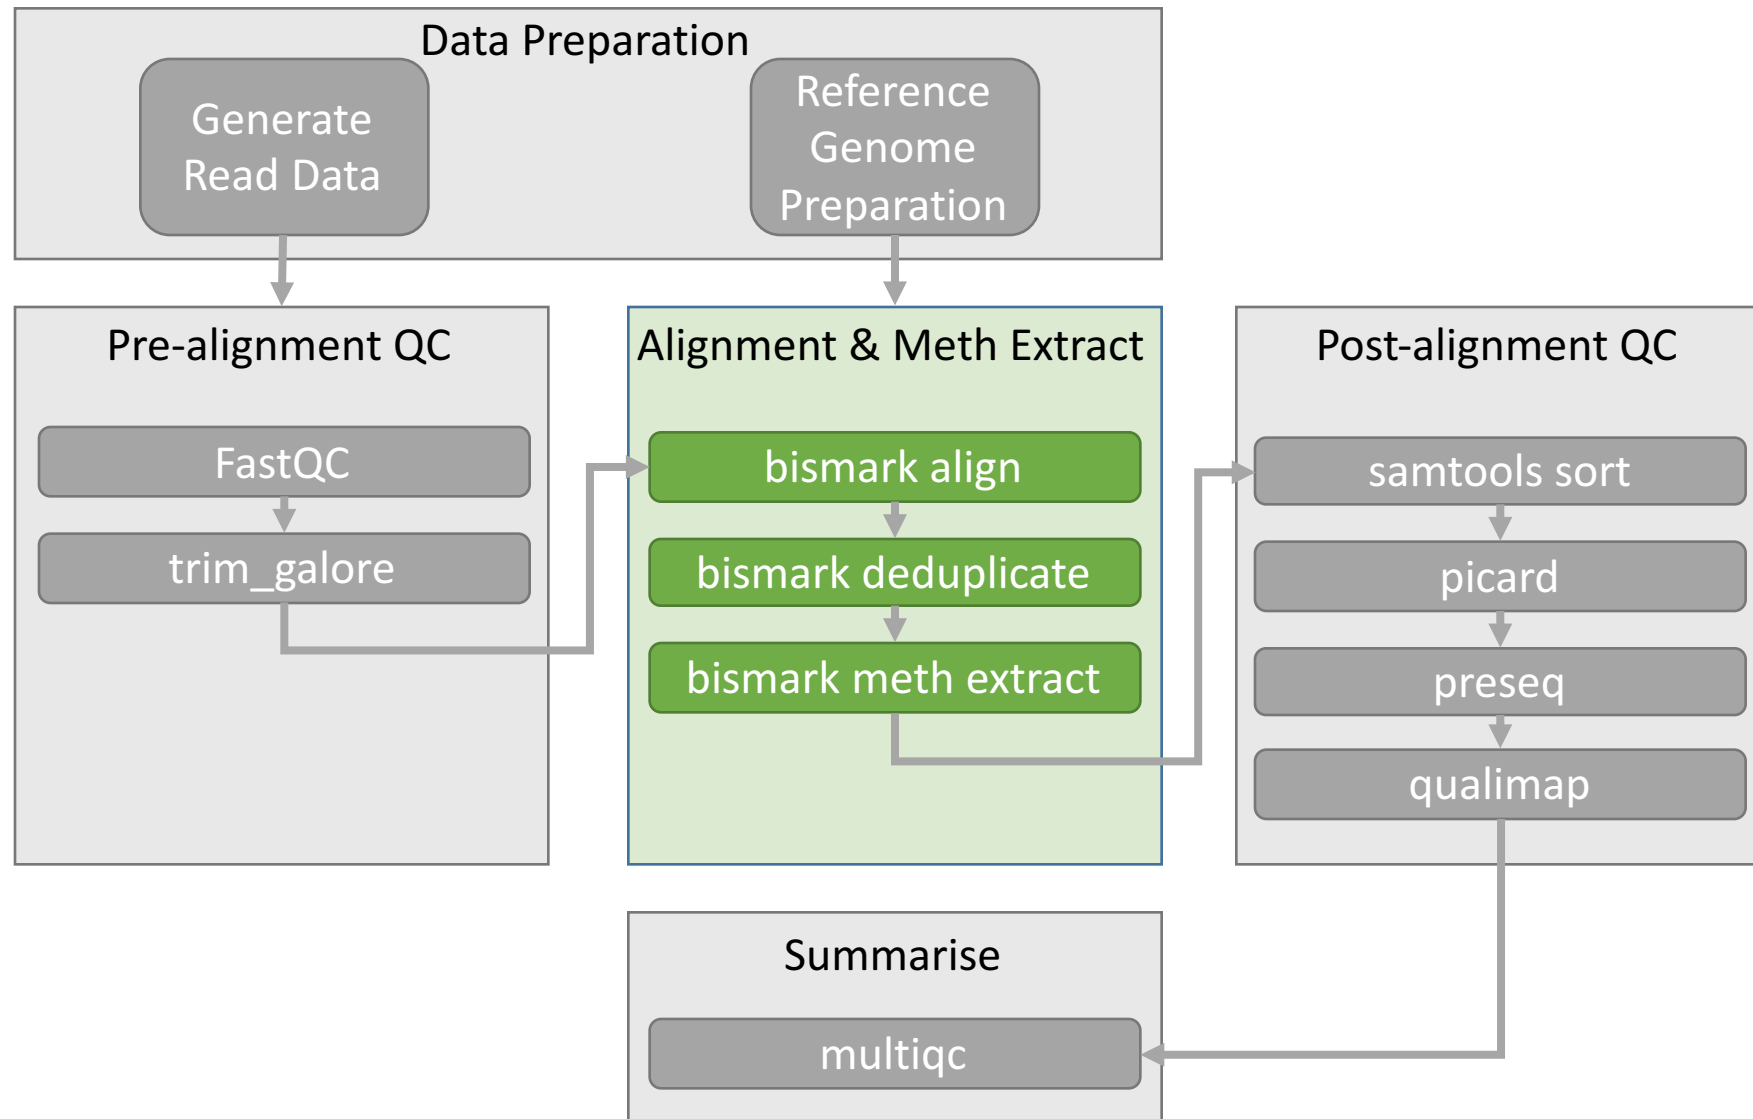 Data Preparation
Generate
Read Data
Reference
Genome
Preparation
Pre-alignment QC
FastQC
trim_galore
Alignment & Meth Extract
bismark align
bismark deduplicate
bismark meth extract
Post-alignment QC
samtools sort
picard
preseq
qualimap
Summarise
multiqc